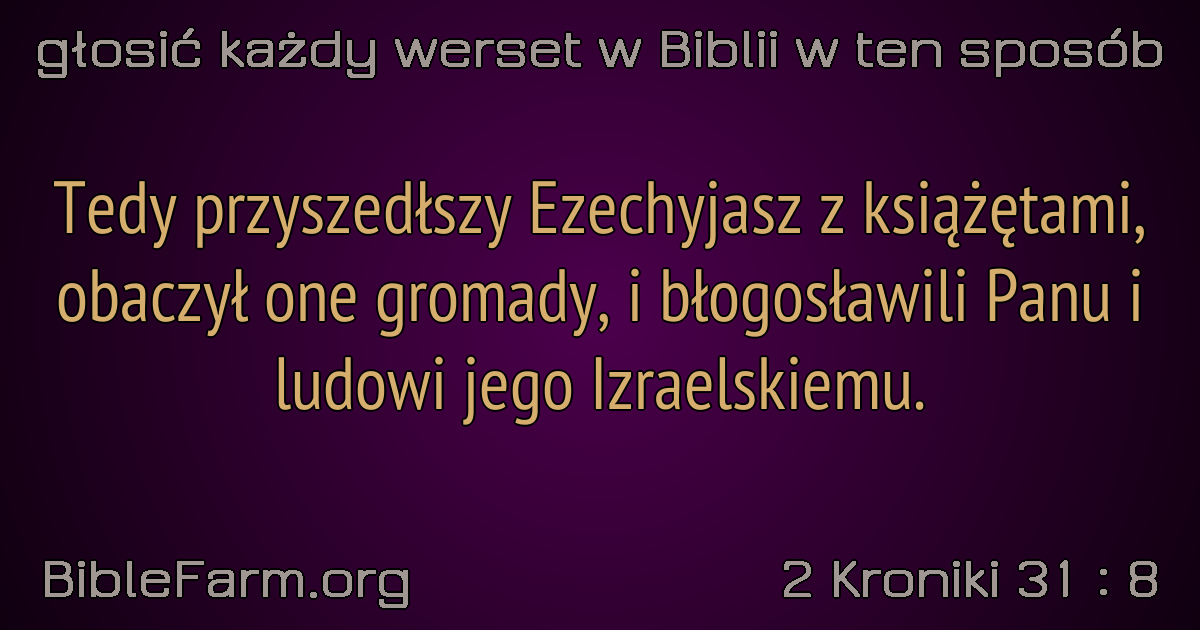 głosić każdy werset w Biblii w ten sposób
Tedy przyszedłszy Ezechyjasz z książętami,
obaczył one gromady, i błogosławili Panu i
ludowi jego Izraelskiemu.
BibleFarm.org
2 Kroniki 31 : 8